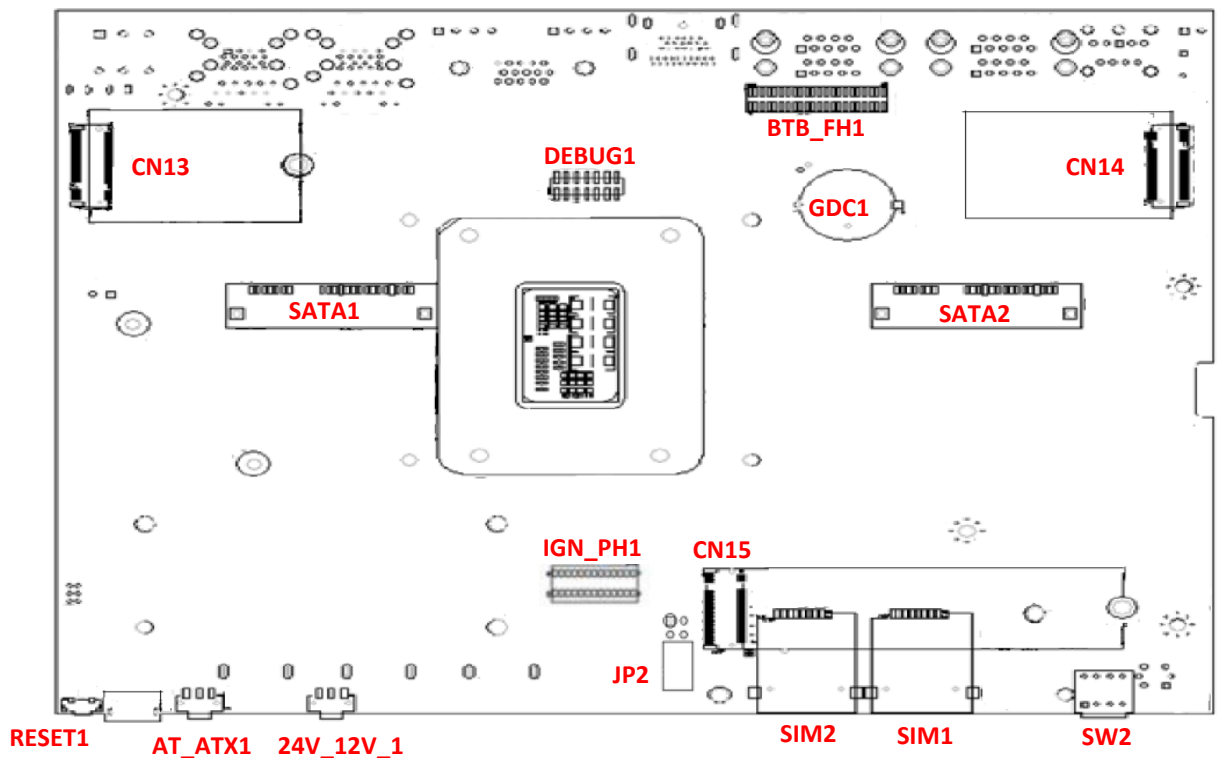 BTB_FH1
DEBUG1
CN13
CN14
GDC1
SATA1
SATA2
IGN_PH1
CN15
JP2
RESET1
AT_ATX1
24V_12V_1
SIM2
SIM1
SW2